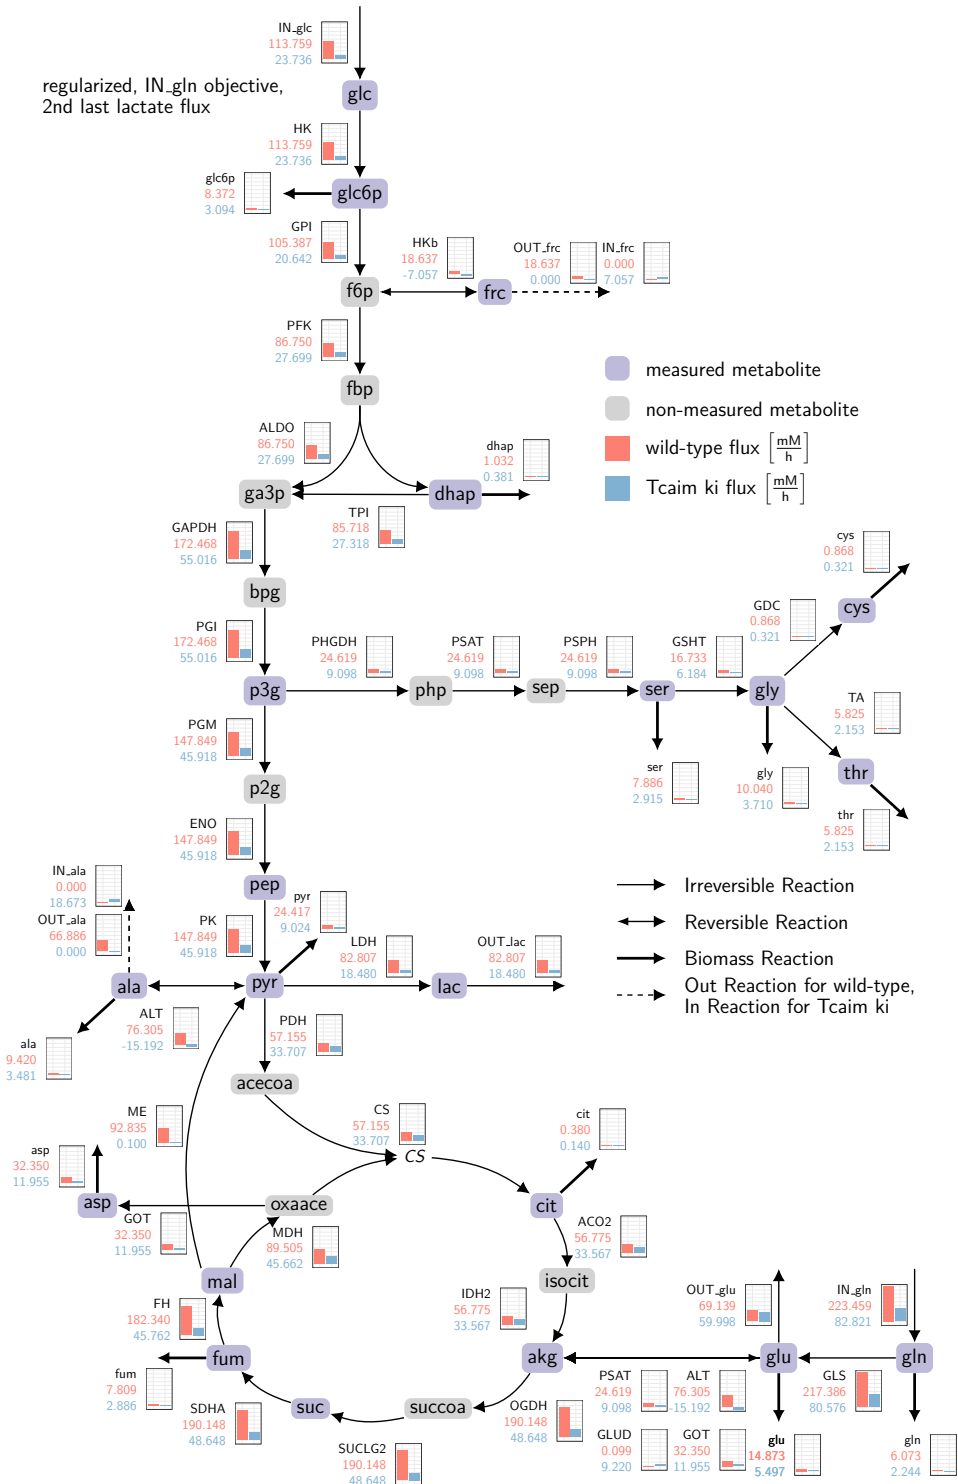 IN_glc
113.759
23.736
regularized, IN_gln objective,
2nd last lactate flux
glc
HK
113.759
23.736
glc6p
8.372
3.094
glc6p
GPI
105.387
20.642
HKb
18.637
-7.057
OUT_frc
18.637
0.000
IN_frc
0.000
7.057
f6p
frc
PFK
86.750
27.699
fbp
measured metabolite
non-measured metabolite
wild-type flux [mM/h]
Tcaim ki flux [mM/h]
ALDO
86.750
27.699
dhap
1.032
0.381
ga3p
dhap
TPI
85.718
27.318
GAPDH
172.468
55.016
bpg
cys
0.868
0.321
GDC
0.868
0.321
cys
PGI
172.468
55.016
PHGDH
24.619
9.098
PSAT
24.619
9.098
PSPH
24.619
9.098
GSHT
16.733
6.184
p3g
php
sep
ser
gly
TA
5.825
2.153
PGM
147.849
45.918
ser
7.886
2.915
gly
10.040
3.710
thr
thr
5.825
2.153
p2g
ENO
147.849
45.918
pep
IN_ala
0.000
18.673
OUT_ala
66.886
0.000
PK
147.849
45.918
pyr
24.417
9.024
LDH
82.807
18.480
OUT_lac
82.807
18.480
Irreversible Reaction
Reversible Reaction
Biomass Reaction
Out Reaction for wild-type,
In Reaction for Tcaim ki
ala
pyr
lac
ALT
76.305
-15.192
ala
9.420
3.481
PDH
57.155
33.707
acecoa
ME
92.835
0.100
CS
57.155
33.707
cit
0.380
0.140
CS
asp
32.350
11.955
asp
oxaace
cit
GOT
32.350
11.955
MDH
89.505
45.662
ACO2
56.775
33.567
mal
isocit
FH
182.340
45.762
IDH2
56.775
33.567
OUT_glu
69.139
59.998
IN_gln
223.459
82.821
fum
akg
glu
gln
fum
7.809
2.886
PSAT
24.619
9.098
ALT
76.305
-15.192
GLS
217.386
80.576
SDHA
190.148
48.648
suc
succoa
OGDH
190.148
48.648
GLUD
0.099
9.220
GOT
32.350
11.955
glu
14.873
5.497
gln
6.073
2.244
SUCLG2
190.148
48.648